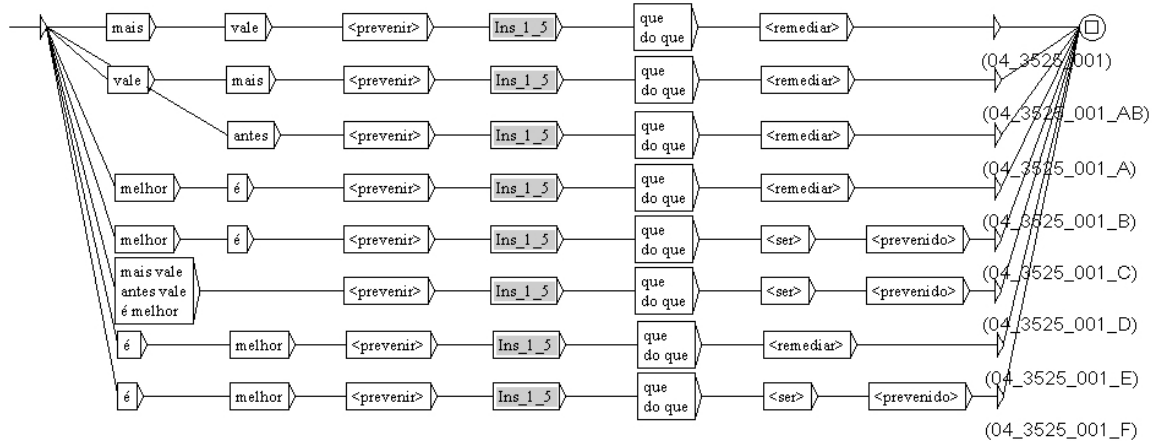 mais vale <prevenir> Ins_1_5 que do que <remediar>
(04_3525_001)
vale mais <prevenir> Ins_1_5 que do que <remediar>
(04_3525_001_AB)
antes <prevenir> Ins_1_5 que do que <remediar>
(04_3525_001_A)
melhor é <prevenir> Ins_1_5 que do que <remediar>
(04_3525_001_B)
melhor é <prevenir> Ins_1_5 que do que <ser> <prevenido>
(04_3525_001_C)
mais vale
antes vale
é melhor
<prevenir> Ins_1_5 que do que <ser> <prevenido>
(04_3525_001_D)
é melhor <prevenir> Ins_1_5 que do que <remediar>
(04_3525_001_E)
é melhor <prevenir> Ins_1_5 que do que <ser> <prevenido>
(04_3525_001_F)